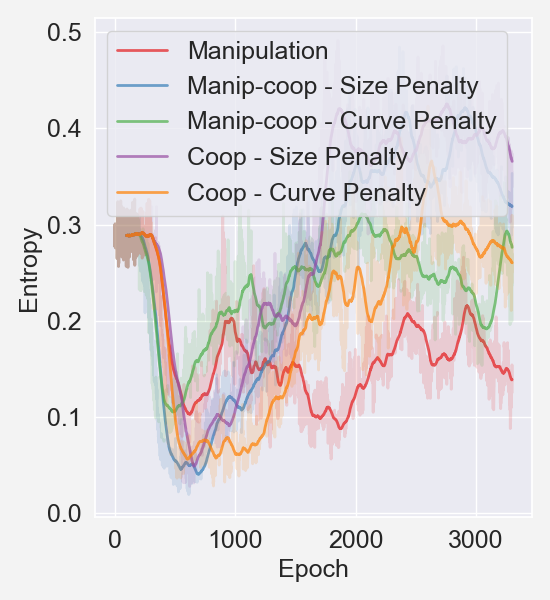 0.5
0.4
0.3
0.2
0.1
0.0
Entropy
Manipulation
Manip-coop - Size Penalty
Manip-coop - Curve Penalty
Coop - Size Penalty
Coop - Curve Penalty
0 1000 2000 3000
Epoch